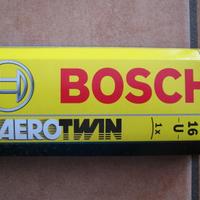 BOSCH
AEROTWIN
16
U
1x